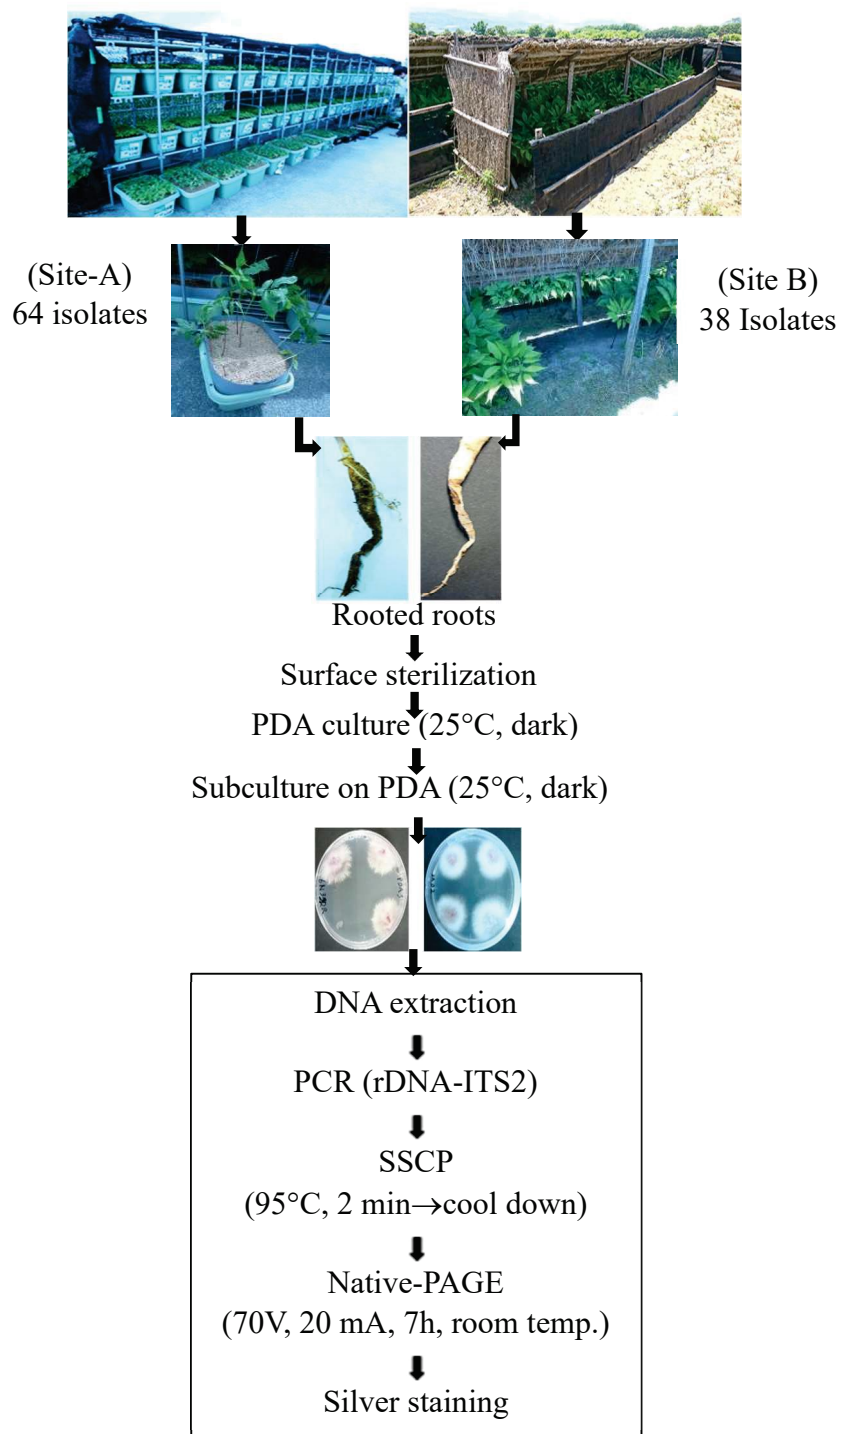 (Site-A)
64 isolates
(Site B)
38 Isolates
Rooted roots
Surface sterilization
PDA culture (25°C, dark)
Subculture on PDA (25°C, dark)
DNA extraction
PCR (rDNA-ITS2)
SSCP
(95°C, 2 min→cool down)
Native-PAGE
(70V, 20 mA, 7h, room temp.)
Silver staining